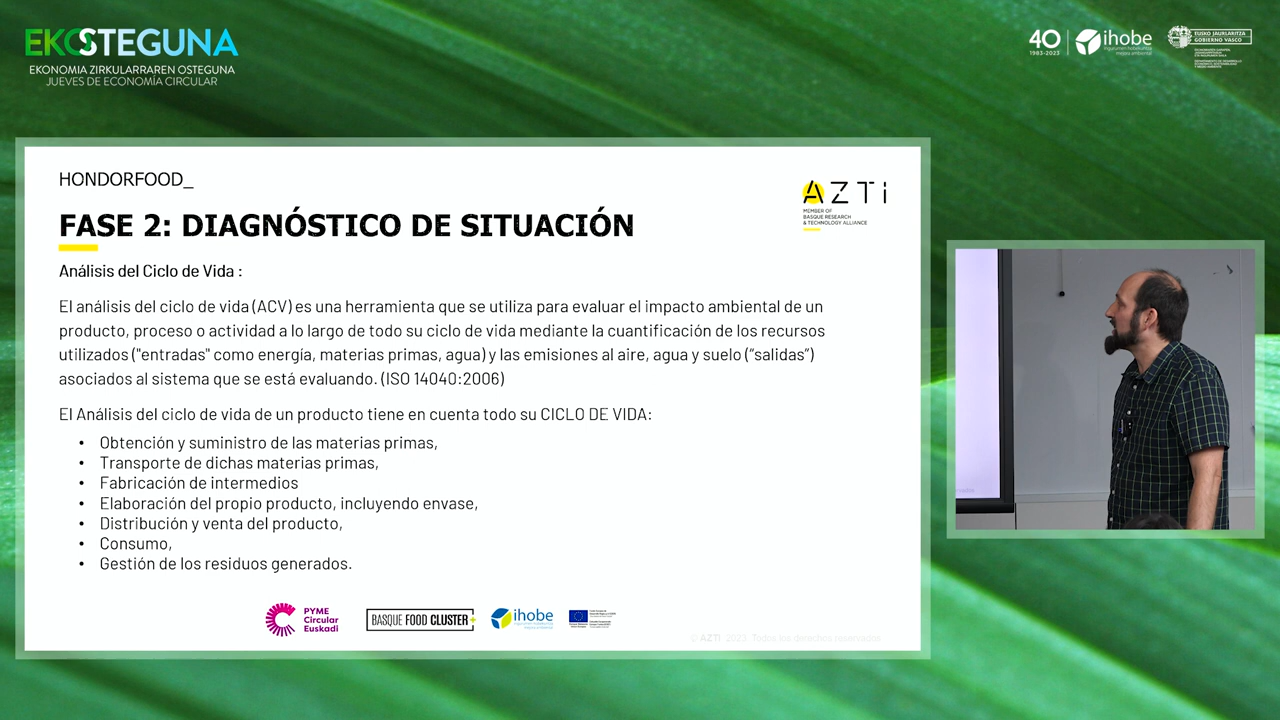 EKOSTEGUNA
EKONOMIA ZIRKULARRAREN OSTEGUNA
JUEVES DE ECONOMÍA CIRCULAR
40
1983-2023
ihobe
EUSKO JAURLARITZA
GOBIERNO VASCO
HONDORFOOD_
AZTi
MEMBER OF
BASQUE RESEARCH
& TECHNOLOGY ALLIANCE
FASE 2: DIAGNÓSTICO DE SITUACIÓN
Análisis del Ciclo de Vida :
El análisis del ciclo de vida (ACV) es una herramienta que se utiliza para evaluar el impacto ambiental de un
producto, proceso o actividad a lo largo de todo su ciclo de vida mediante la cuantificación de los recursos
utilizados ("entradas" como energía, materias primas, agua) y las emisiones al aire, agua y suelo (“salidas”)
asociados al sistema que se está evaluando. (ISO 14040:2006)
El Análisis del ciclo de vida de un producto tiene en cuenta todo su CICLO DE VIDA:
• Obtención y suministro de las materias primas,
• Transporte de dichas materias primas,
• Fabricación de intermedios
• Elaboración del propio producto, incluyendo envase,
• Distribución y venta del producto,
• Consumo,
• Gestión de los residuos generados.
PYME
Circular
Euskadi
BASQUE FOOD CLUSTER+
ihobe
© AZTI 2023. Todos los derechos reservados